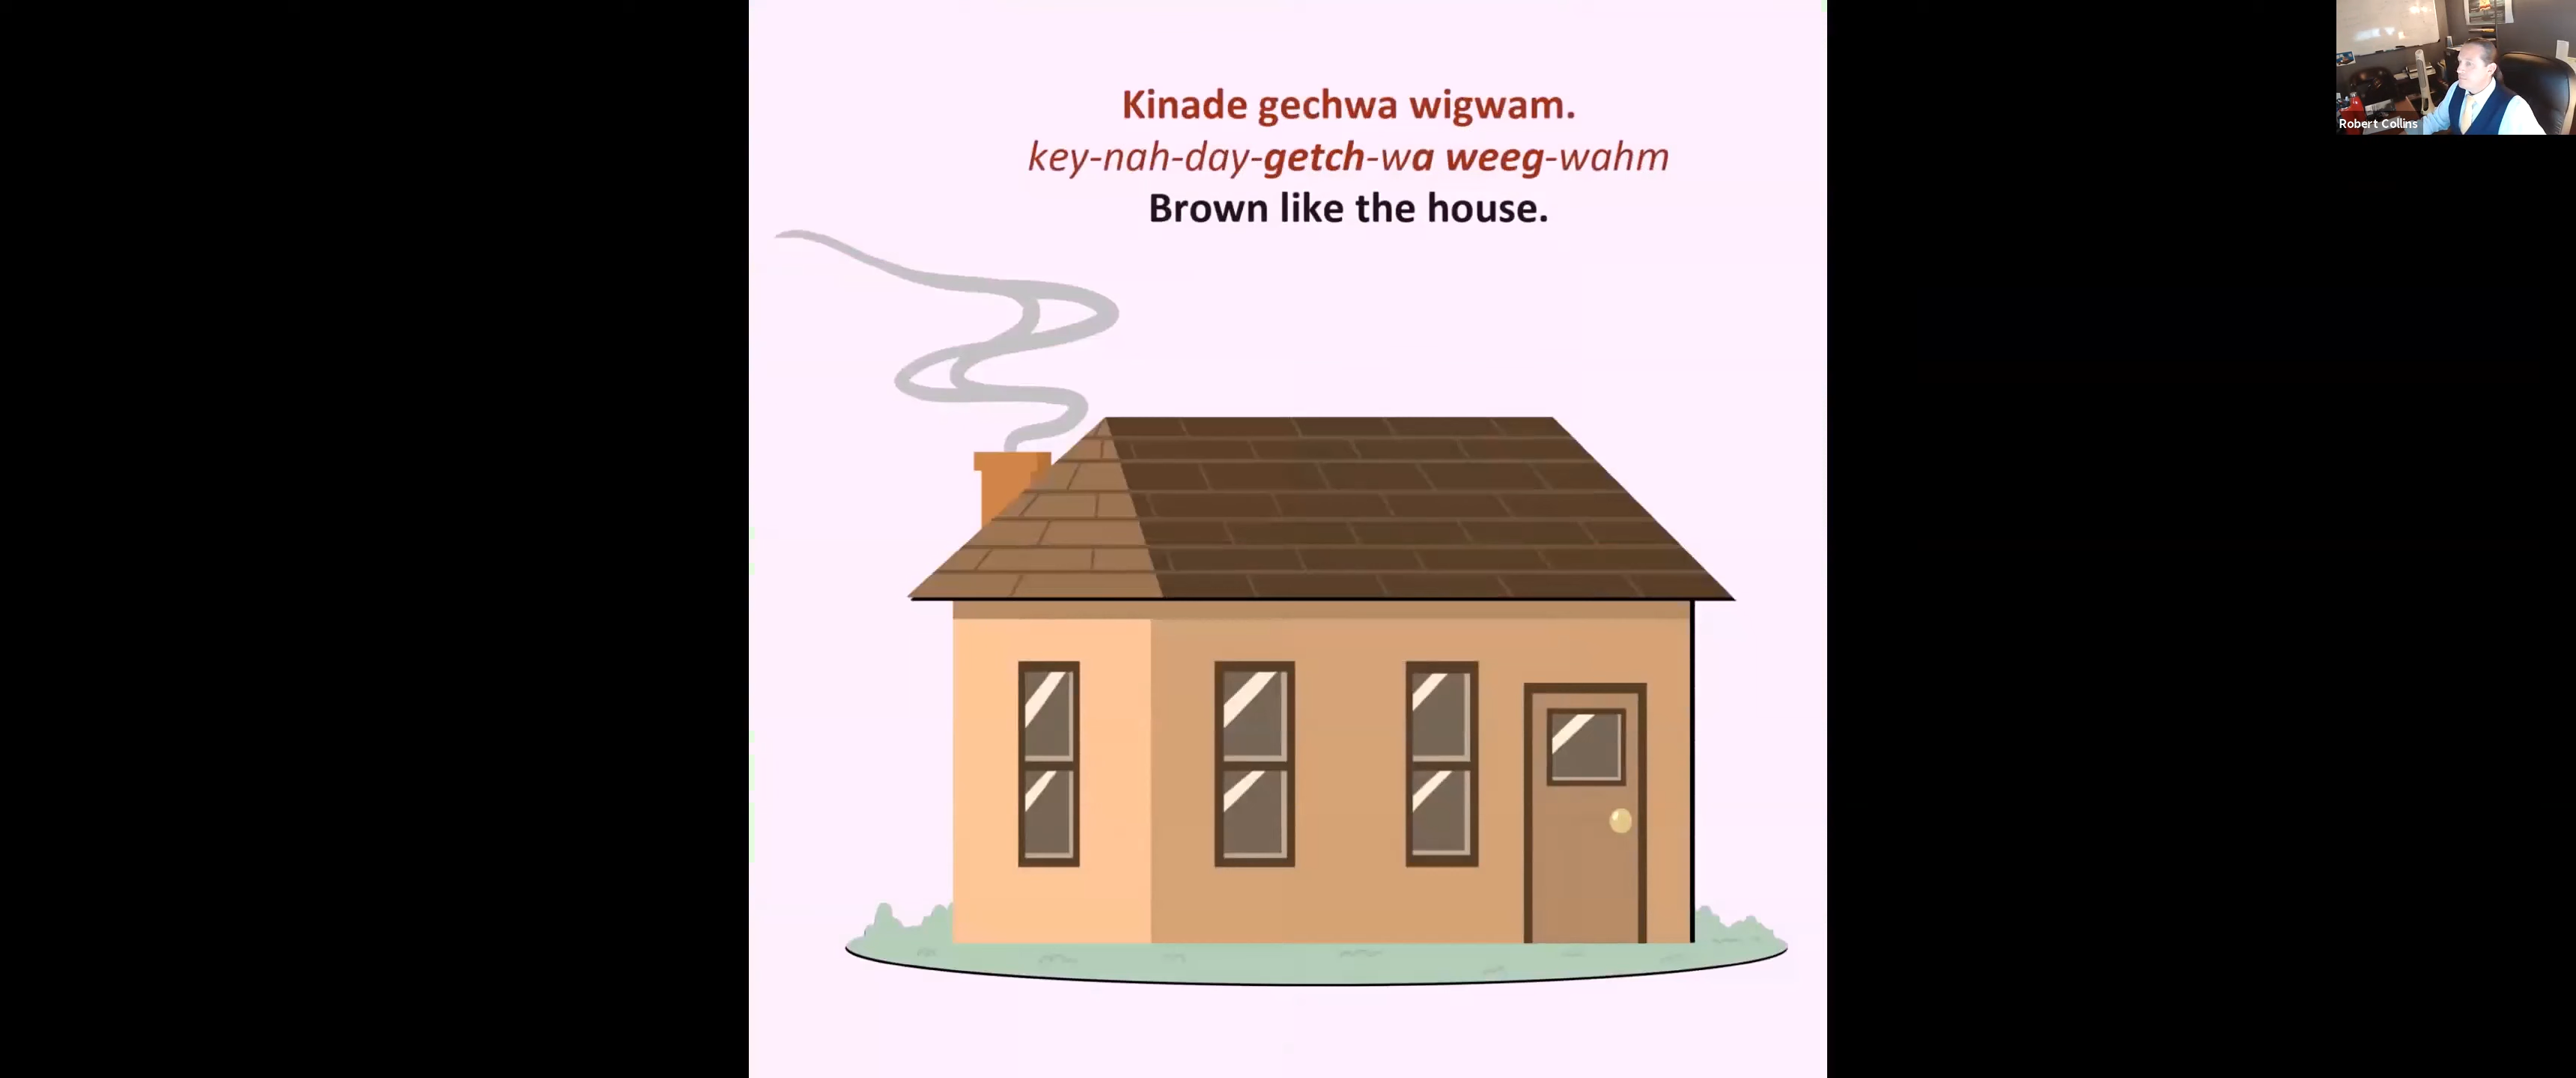 Kinade gechwa wigwam.
key-nah-day-getch-wa weeg-wahm
Brown like the house.
Robert Collins